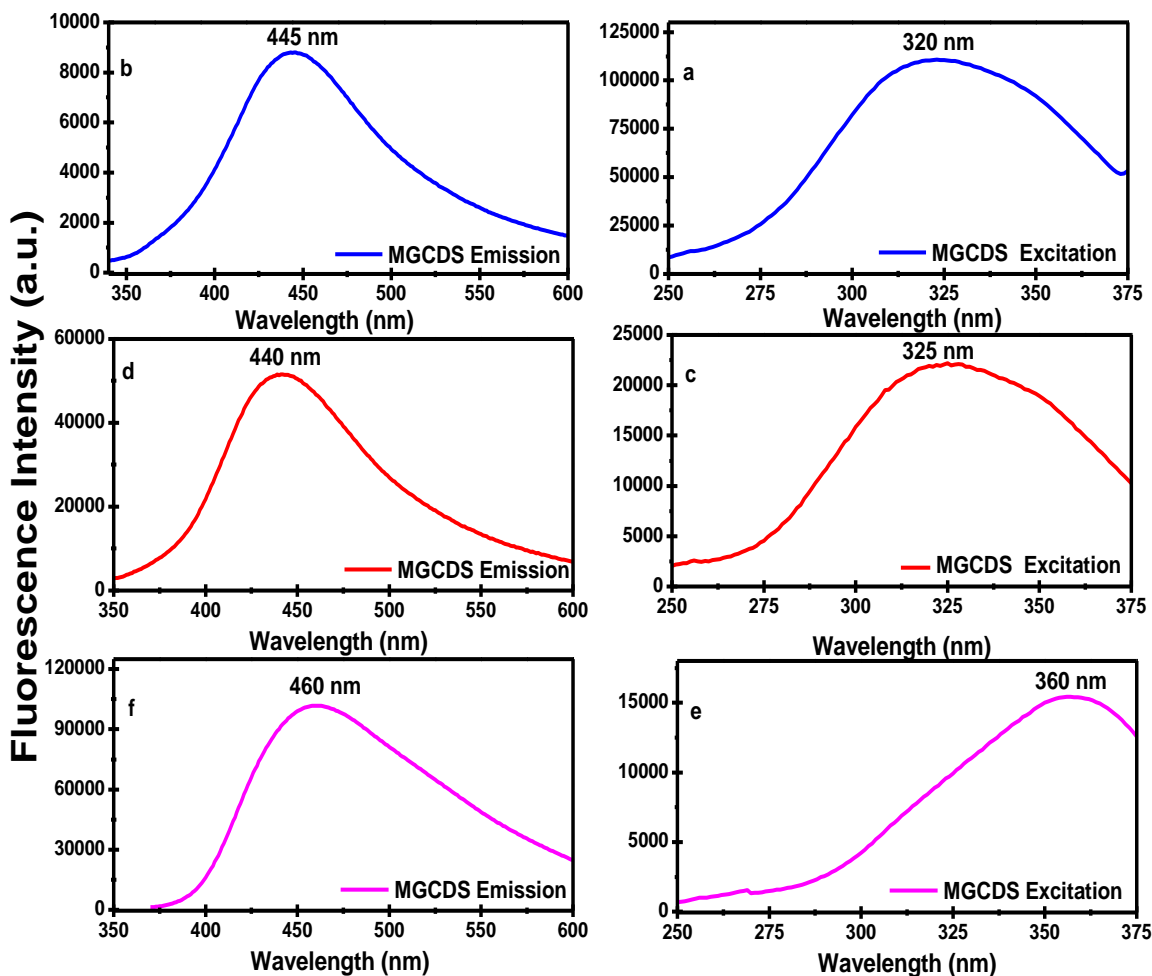 Fluorescence Intensity (a.u.)
10000
8000
6000
4000
2000
0
b
445 nm
MGCDS Emission
350 400 450 500 550 600
Wavelength (nm)
125000
100000
75000
50000
25000
0
a
320 nm
MGCDS Excitation
250 275 300 325 350 375
Wavelength (nm)
60000
40000
20000
0
d
440 nm
MGCDS Emission
350 400 450 500 550 600
Wavelength (nm)
25000
20000
15000
10000
5000
0
c
325 nm
MGCDS Excitation
250 275 300 325 350 375
Wavelength (nm)
120000
90000
60000
30000
0
f
460 nm
MGCDS Emission
350 400 450 500 550 600
Wavelength (nm)
15000
10000
5000
0
e
360 nm
MGCDS Excitation
250 275 300 325 350 375
Wavelength (nm)